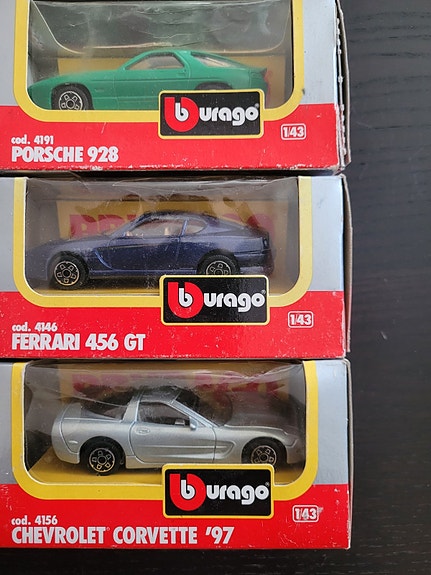 burago
cod. 4191
1/43
PORSCHE 928
burago
cod. 4146
1/43
FERRARI 456 GT
burago
cod. 4156
1/43
CHEVROLET CORVETTE '97